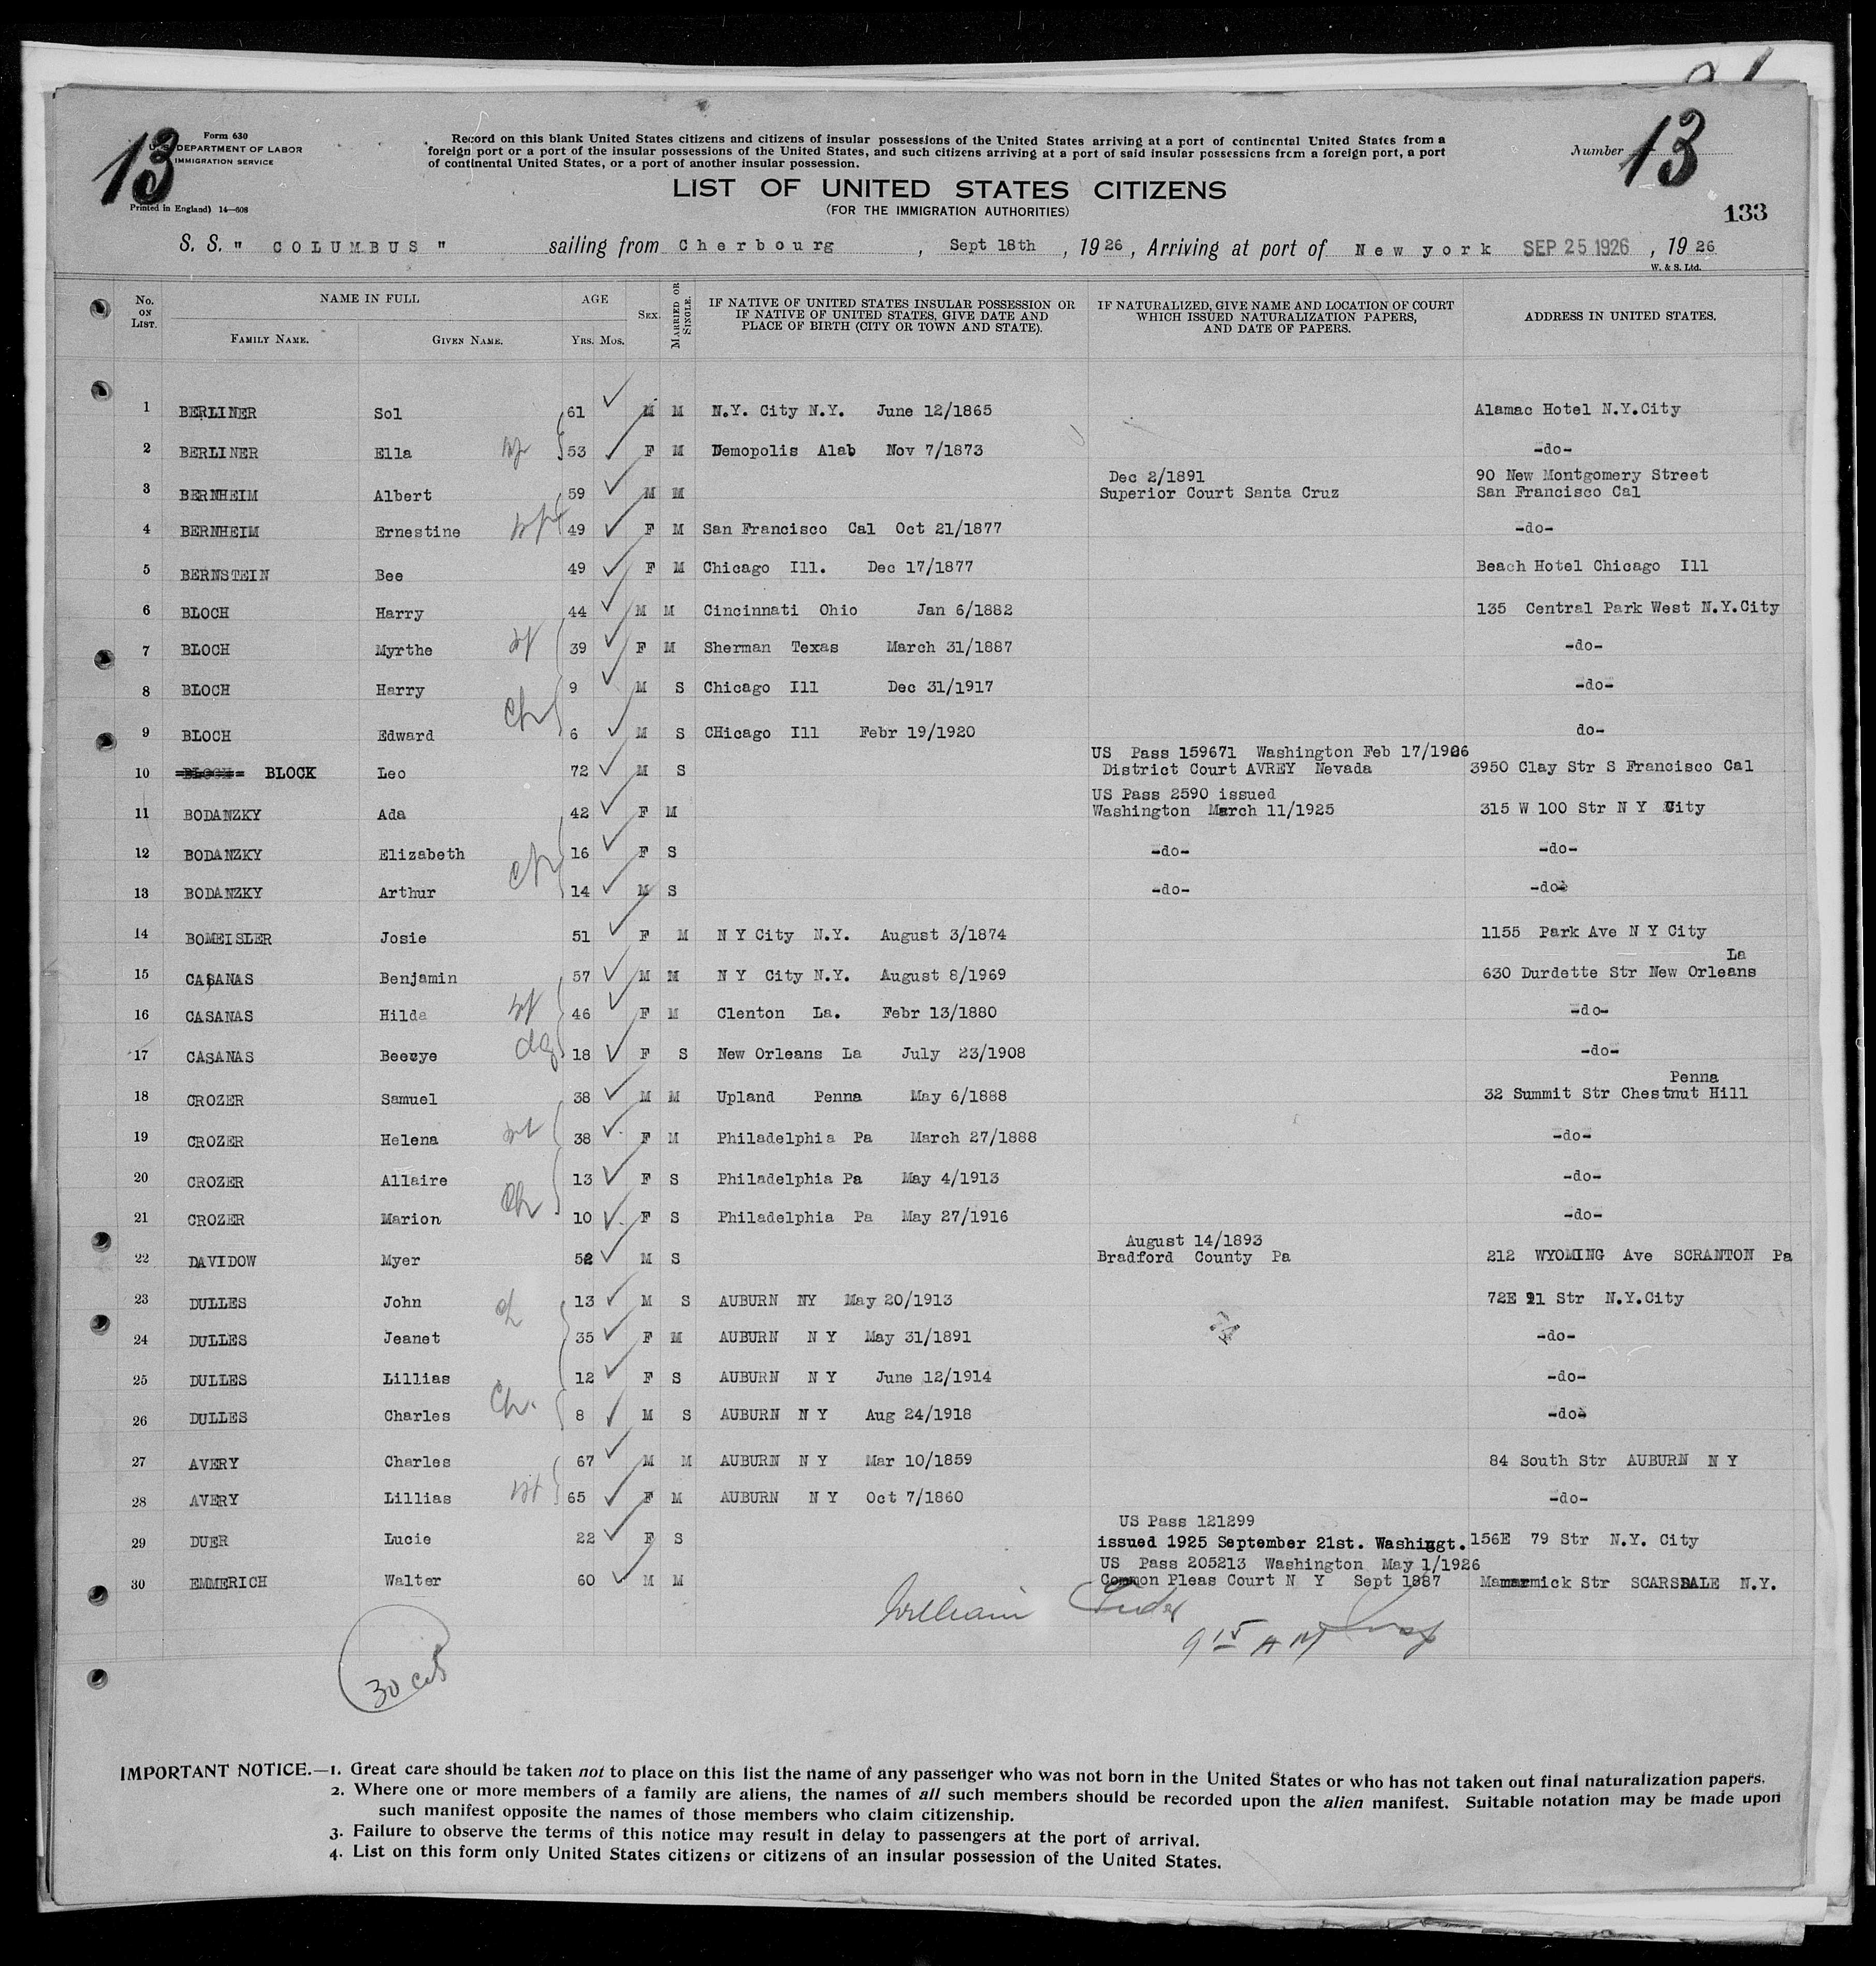 13
Form 630
U. S. DEPARTMENT OF LABOR
IMMIGRATION SERVICE
Printed in England) 14—608
Record on this blank United States citizens and citizens of insular possessions of the United States arriving at a port of continental United States from a
foreign port or a port of the insular possessions of the United States, and such citizens arriving at a port of said insular possessions from a foreign port, a port
of continental United States, or a port of another insular possession.
Number 13
LIST OF UNITED STATES CITIZENS
(FOR THE IMMIGRATION AUTHORITIES)
133
S. S. " COLUMBUS " sailing from Cherbourg , Sept 18th , 19 26 , Arriving at port of New york SEP 25 1926 , 19 26
W. & S. Ltd.
No. ON LIST. NAME IN FULL AGE SEX. MARRIED OR SINGLE. IF NATIVE OF UNITED STATES INSULAR POSSESSION OR IF NATIVE OF UNITED STATES, GIVE DATE AND PLACE OF BIRTH (CITY OR TOWN AND STATE). IF NATURALIZED, GIVE NAME AND LOCATION OF COURT WHICH ISSUED NATURALIZATION PAPERS, AND DATE OF PAPERS. ADDRESS IN UNITED STATES.
FAMILY NAME. GIVEN NAME. YRS. MOS.
1 BERLINER Sol 61 M M N.Y. City N.Y. June 12/1865 Alamac Hotel N.Y.City
2 BERLINER Ella wf 53 F M Demopolis Alab Nov 7/1873 -do-
3 BERNHEIM Albert 59 M M Dec 2/1891 Superior Court Santa Cruz 90 New Montgomery Street San Francisco Cal
4 BERNHEIM Ernestine wf 49 F M San Francisco Cal Oct 21/1877 -do-
5 BERNSTEIN Bee 49 F M Chicago Ill. Dec 17/1877 Beach Hotel Chicago Ill
6 BLOCH Harry 44 M M Cincinnati Ohio Jan 6/1882 135 Central Park West N.Y.City
7 BLOCH Myrthe wf 39 F M Sherman Texas March 31/1887 -do-
8 BLOCH Harry 9 M S Chicago Ill Dec 31/1917 -do-
9 BLOCH Edward ch 6 M S CHicago Ill Febr 19/1920 do-
10 BLOCK Leo 72 M S US Pass 159671 Washington Feb 17/1926 District Court AVREY Nevada 3950 Clay Str S Francisco Cal
11 BODANZKY Ada 42 F M US Pass 2590 issued Washington March 11/1925 315 W 100 Str N Y City
12 BODANZKY Elizabeth 16 F S -do- -do-
13 BODANZKY Arthur ch 14 M S -do- -do-
14 BOMEISLER Josie 51 F M N Y City N.Y. August 3/1874 1155 Park Ave N Y City
15 CASANAS Benjamin 57 M M N Y City N.Y. August 8/1969 630 Durdette Str New Orleans La
16 CASANAS Hilda wf 46 F M Clenton La. Febr 13/1880 -do-
17 CASANAS Beezye dg 18 F S New Orleans La July 23/1908 -do-
18 CROZER Samuel 38 M M Upland Penna May 6/1888 32 Summit Str Chestnut Hill Penna
19 CROZER Helena wf 38 F M Philadelphia Pa March 27/1888 -do-
20 CROZER Allaire 13 F S Philadelphia Pa May 4/1913 -do-
21 CROZER Marion ch 10 F S Philadelphia Pa May 27/1916 -do-
22 DAVIDOW Myer 52 M S August 14/1893 Bradford County Pa 212 WYOMING Ave SCRANTON Pa
23 DULLES John 13 M S AUBURN NY May 20/1913 72E 91 Str N.Y.City
24 DULLES Jeanet 35 F M AUBURN N Y May 31/1891 -do-
25 DULLES Lillias 12 F S AUBURN N Y June 12/1914 -do-
26 DULLES Charles Ch. 8 M S AUBURN N Y Aug 24/1918 -do-
27 AVERY Charles 67 M M AUBURN N Y Mar 10/1859 84 South Str AUBURN N Y
28 AVERY Lillias wf 65 F M AUBURN N Y Oct 7/1860 -do-
29 DUER Lucie 22 F S US Pass 121299 issued 1925 September 21st. Washingt. 156E 79 Str N.Y. City
30 EMMERICH Walter 60 M M US Pass 205213 Washington May 1/1926 Common Pleas Court N Y Sept 1887 Mamarmick Str SCARSDALE N.Y.
William
9 15 AM Insp
30 cit
IMPORTANT NOTICE.—1. Great care should be taken not to place on this list the name of any passenger who was not born in the United States or who has not taken out final naturalization papers.
2. Where one or more members of a family are aliens, the names of all such members should be recorded upon the alien manifest. Suitable notation may be made upon
such manifest opposite the names of those members who claim citizenship.
3. Failure to observe the terms of this notice may result in delay to passengers at the port of arrival.
4. List on this form only United States citizens or citizens of an insular possession of the United States.